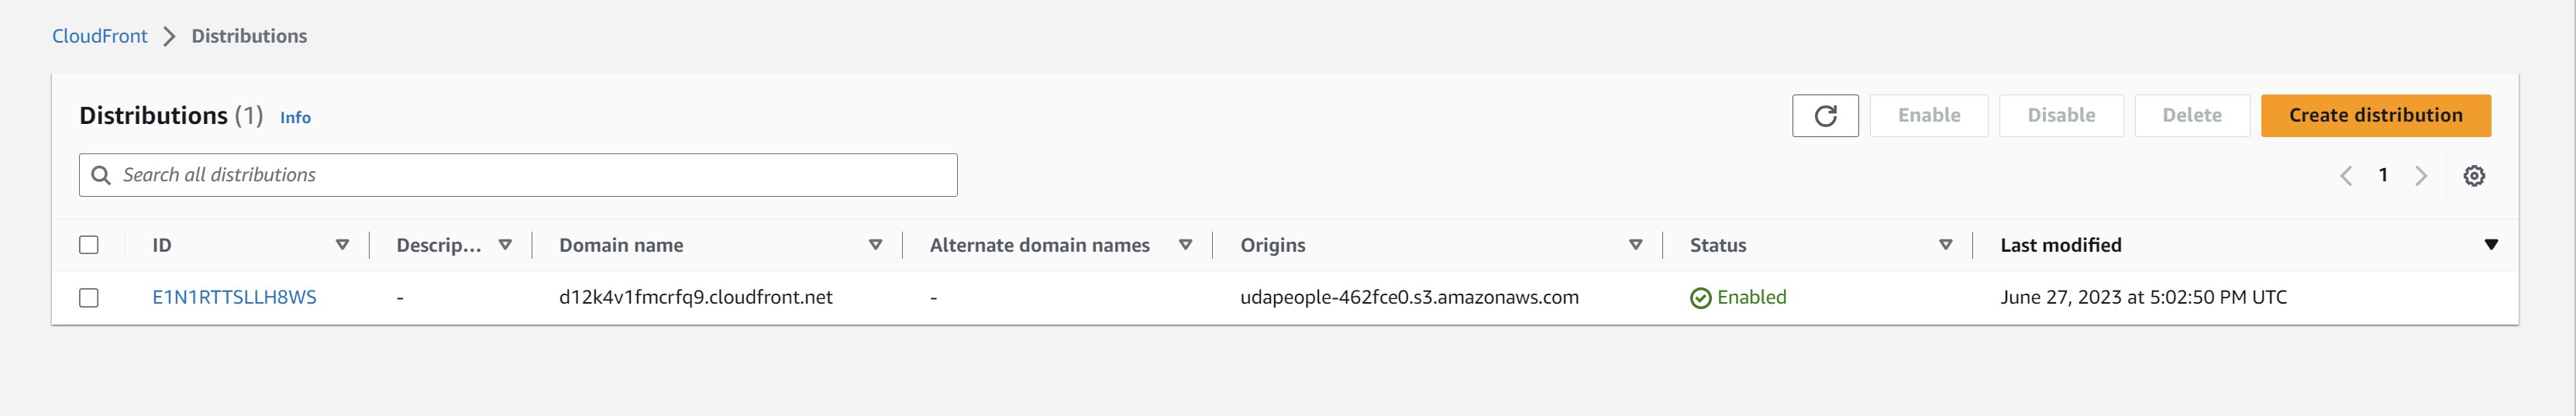 CloudFront Distributions
Distributions (1) Info
Enable Disable Delete Create distribution
Search all distributions
1
ID Descrip... Domain name Alternate domain names Origins Status Last modified
E1N1RTTSLLH8WS - d12k4v1fmcrfq9.cloudfront.net - udapeople-462fce0.s3.amazonaws.com Enabled June 27, 2023 at 5:02:50 PM UTC